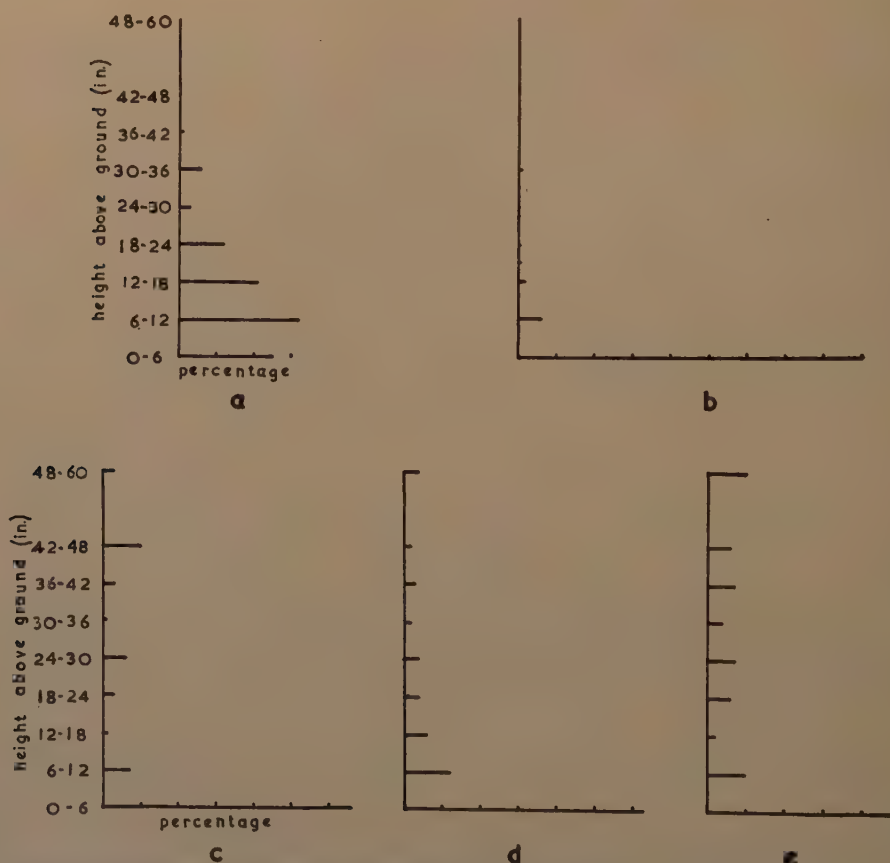 48-60
42-48
36-42
30-36
24-30
18-24
12-18
6-12
0-6
height above ground (in.)
percentage
a
b
48-60
42-48
36-42
30-36
24-30
18-24
12-18
6-12
0-6
height above ground (in.)
percentage
c
d
e